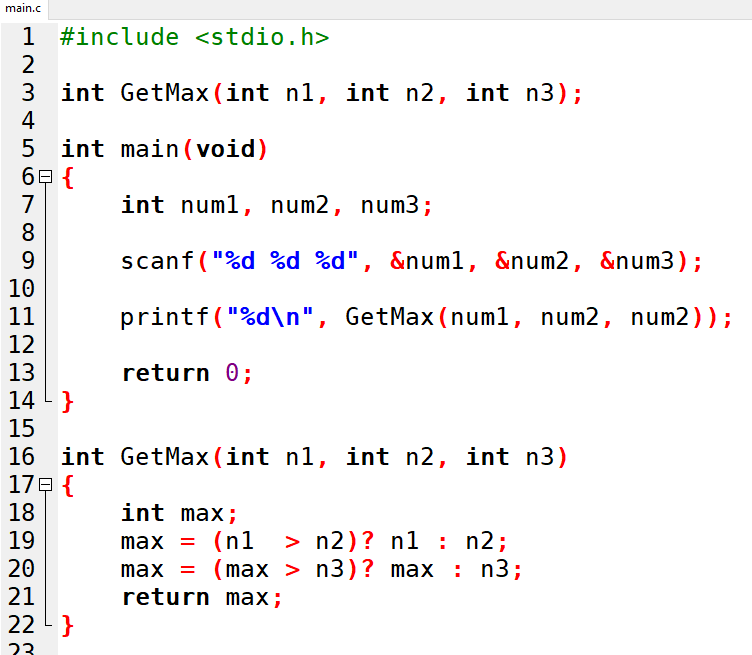 main.c
1 #include <stdio.h>
2
3 int GetMax(int n1, int n2, int n3);
4
5 int main(void)
6 {
7     int num1, num2, num3;
8
9     scanf("%d %d %d", &num1, &num2, &num3);
10
11     printf("%d\n", GetMax(num1, num2, num2));
12
13     return 0;
14 }
15
16 int GetMax(int n1, int n2, int n3)
17 {
18     int max;
19     max = (n1  > n2)? n1 : n2;
20     max = (max > n3)? max : n3;
21     return max;
22 }
23